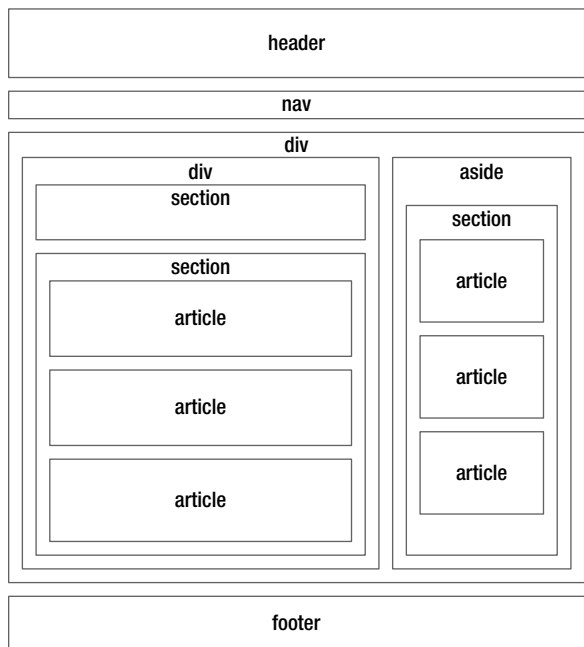 header
nav
div
div
section
section
article
article
article
aside
section
article
article
article
footer